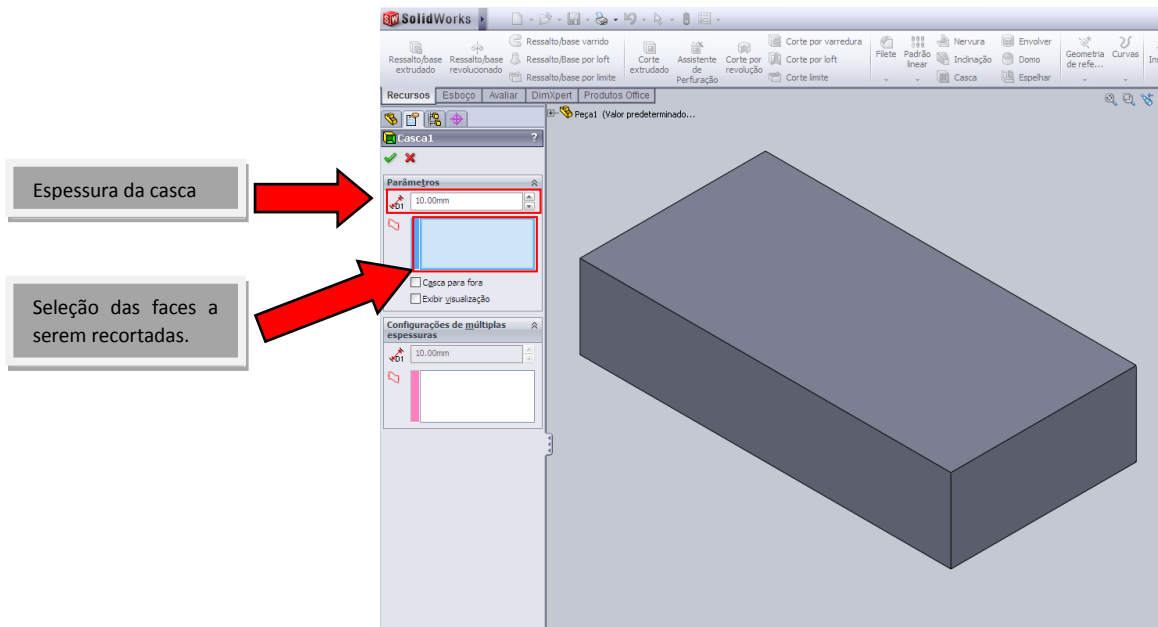 SolidWorks
Ressalto/base extrudado
Ressalto/base revolucionado
Ressalto/base varrido
Ressalto/base por loft
Ressalto/base por limite
Corte extrudado
Assistente de Perfuração
Corte por revolução
Corte por varredura
Corte por loft
Corte limite
Filete
Padrão linear
Nervura
Inclinação
Casca
Envolver
Domo
Espelhar
Geometria de refe...
Curvas
Ins
Recursos Esboço Avaliar DimXpert Produtos Office
Peça1 (Valor predeterminado...
Casca1 ?
Parâmetros
D1 10.00mm
Casca para fora
Exibir visualização
Configurações de múltiplas
espessuras
D1 10.00mm
Espessura da casca
Seleção das faces a
serem recortadas.